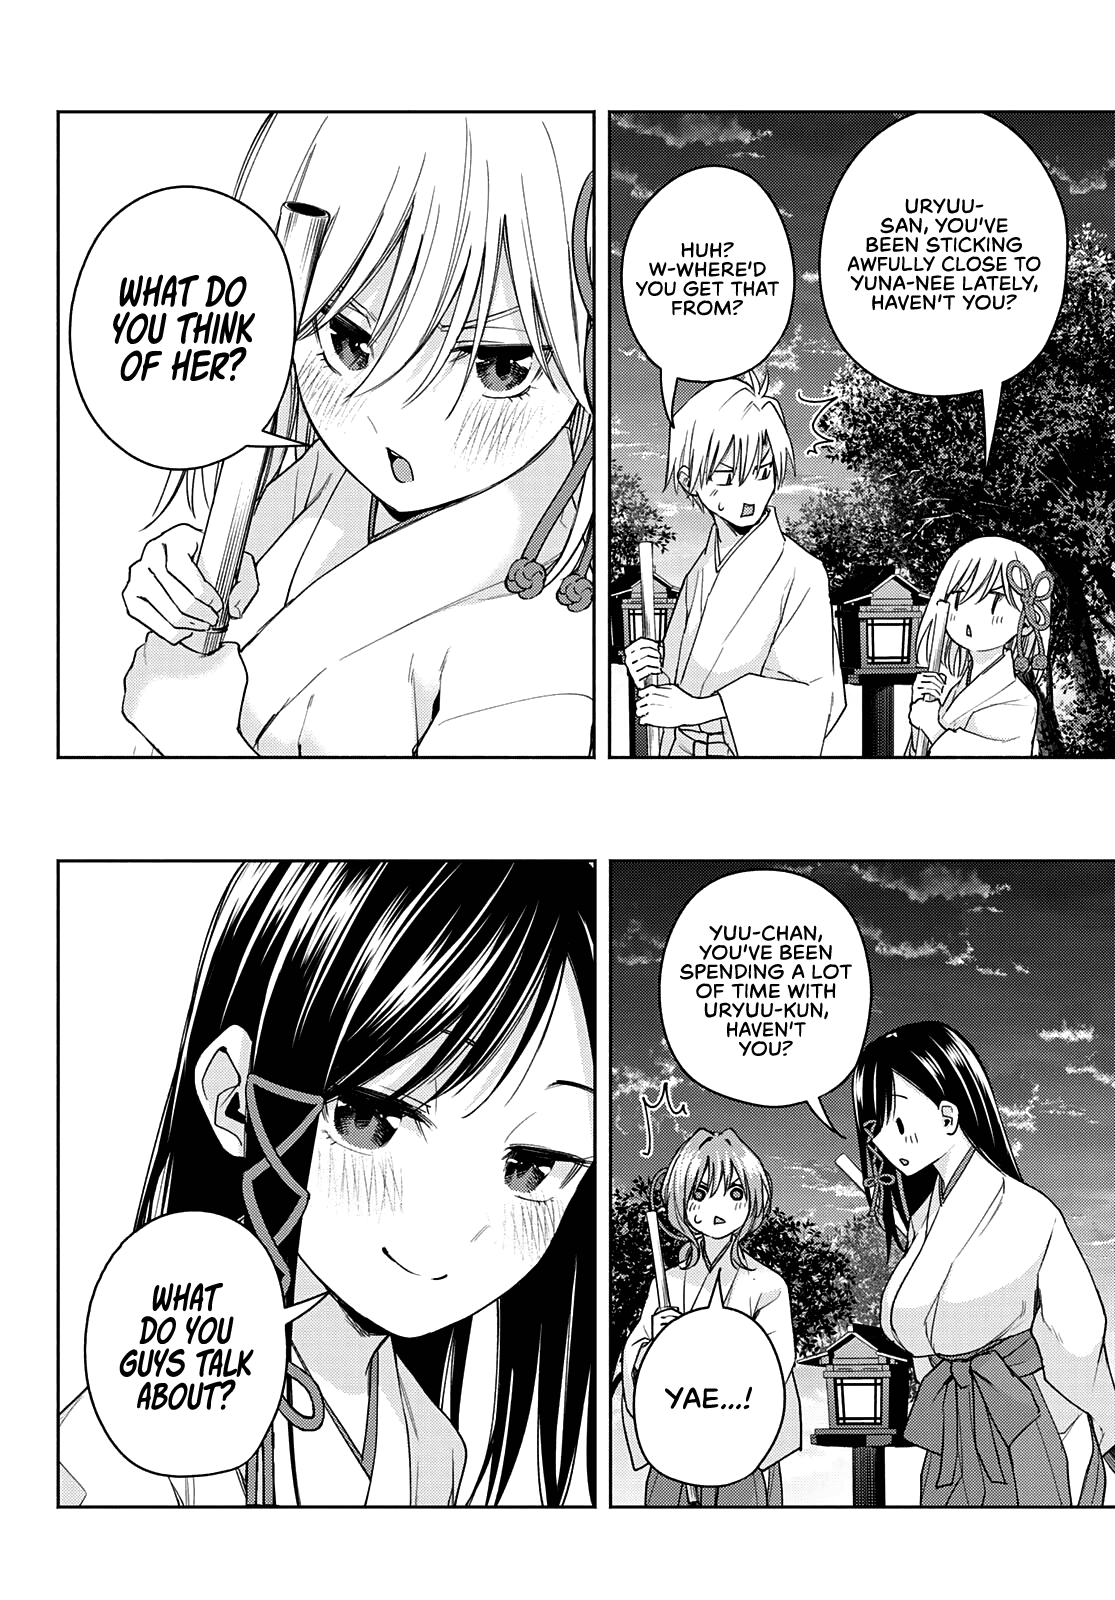 URYUU-
SAN, YOU'VE
BEEN STICKING
AWFULLY CLOSE TO
YUNA-NEE LATELY,
HAVEN'T YOU?
HUH?
W-WHERE'D
YOU GET THAT
FROM?
WHAT DO
YOU THINK
OF HER?
YUU-CHAN,
YOU'VE BEEN
SPENDING A LOT
OF TIME WITH
URYUU-KUN,
HAVEN'T
YOU?
YAE...!
WHAT
DO YOU
GUYS TALK
ABOUT?